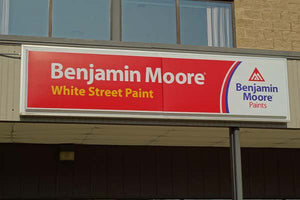 Benjamin Moore
White Street Paint
Benjamin
Moore
Paints